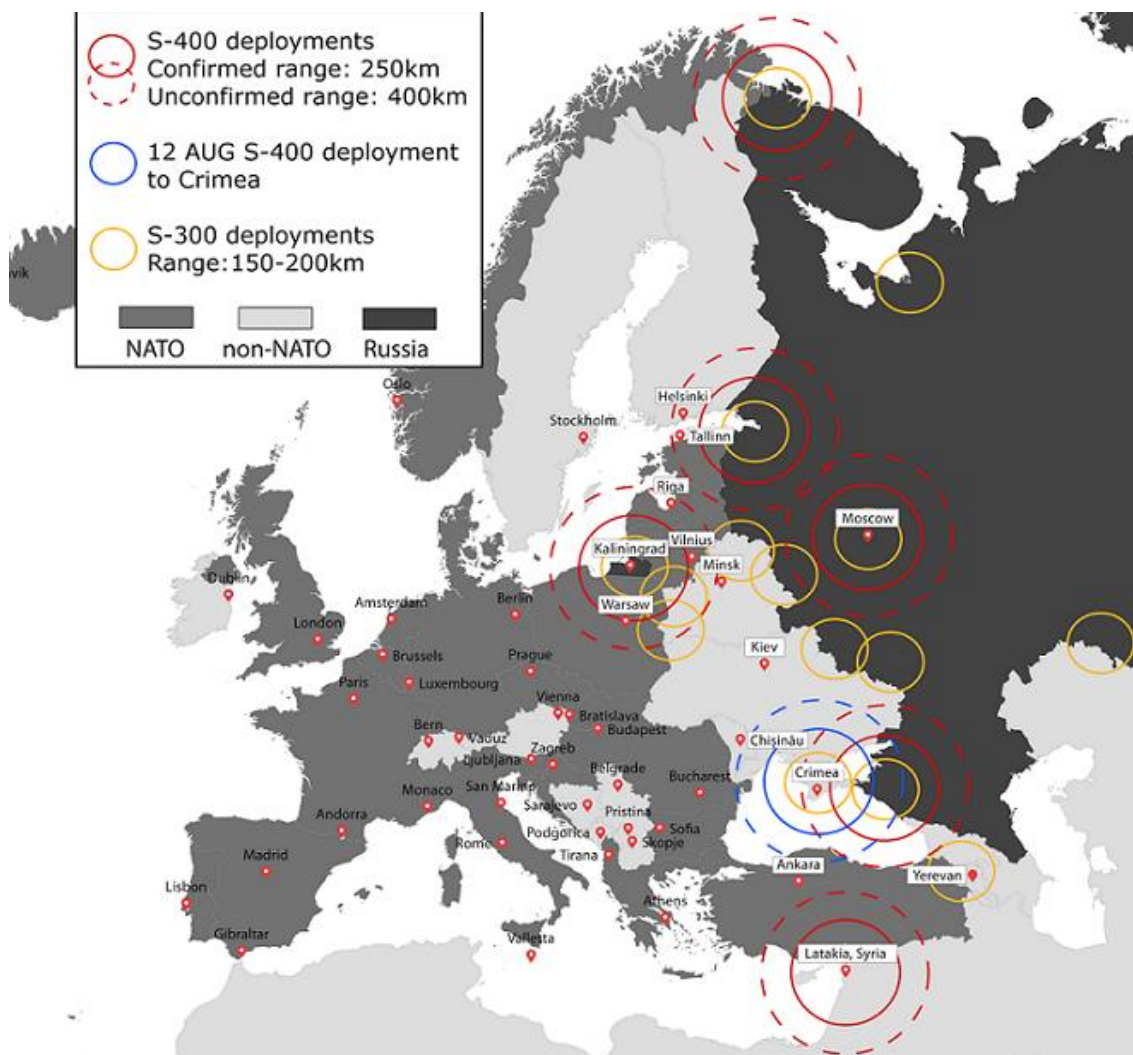 S-400 deployments
Confirmed range: 250km
Unconfirmed range: 400km
12 AUG S-400 deployment
to Crimea
S-300 deployments
Range:150-200km
NATO
non-NATO
Russia
vik
Oslo
Helsinki
Stockholm
Tallinn
Riga
Moscow
Kaliningrad
Vilnius
Minsk
Dublin
Amsterdam
Berlin
Warsaw
London
Brussels
Prague
Kiev
Paris
Luxembourg
Vienna
Bratislava
Budapest
Bern
Vaduz
Chișinău
Ljubljana
Zagreb
Belgrade
Bucharest
Crimea
Monaco
San Marino
Sarajevo
Andorra
Pristina
Podgorica
Sofia
Skopje
Rome
Tirana
Madrid
Ankara
Yerevan
Lisbon
Athens
Gibraltar
Valletta
Latakia, Syria